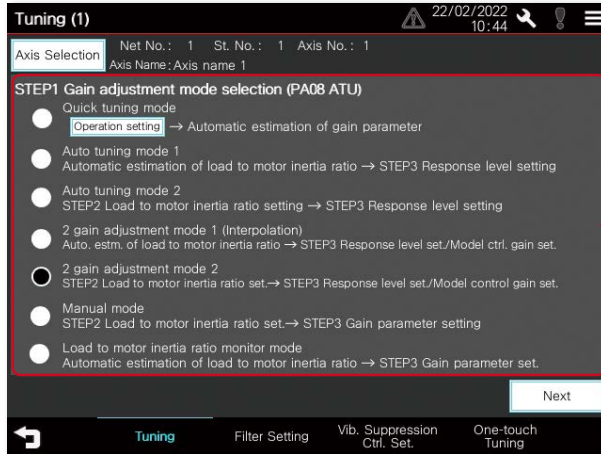 Tuning (1)
22/02/2022
10:44
Axis Selection
Net No.: 1 St. No.: 1 Axis No.: 1
Axis Name:Axis name 1
STEP1 Gain adjustment mode selection (PA08 ATU)
Quick tuning mode
Operation setting → Automatic estimation of gain parameter
Auto tuning mode 1
Automatic estimation of load to motor inertia ratio → STEP3 Response level setting
Auto tuning mode 2
STEP2 Load to motor inertia ratio setting → STEP3 Response level setting
2 gain adjustment mode 1 (Interpolation)
Auto. estm. of load to motor inertia ratio → STEP3 Response level set./Model ctrl. gain set.
2 gain adjustment mode 2
STEP2 Load to motor inertia ratio set.→ STEP3 Response level set./Model control gain set.
Manual mode
STEP2 Load to motor inertia ratio set.→ STEP3 Gain parameter setting
Load to motor inertia ratio monitor mode
Automatic estimation of load to motor inertia ratio → STEP3 Gain parameter set.
Next
Tuning
Filter Setting
Vib. Suppression
Ctrl. Set.
One-touch
Tuning